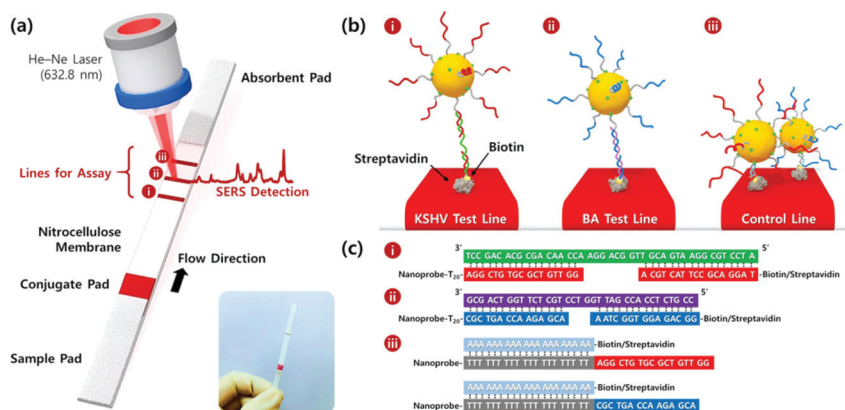 (a)
He–Ne Laser
(632.8 nm)
Absorbent Pad
Lines for Assay
iii
ii
i
SERS Detection
Nitrocellulose
Membrane
Flow Direction
Conjugate Pad
Sample Pad
(b)
i
ii
iii
Streptavidin
Biotin
KSHV Test Line
BA Test Line
Control Line
(c)
i
3′ 5′
TCC GAC ACG CGA CAACC A AGG ACG GTT GCA GTA AGG CGT CCT A
Nanoprobe-T20- AGG CTG TGC GCT GTT GG A CGT CAT TCC GCA GGA T -Biotin/Streptavidin
ii
3′ 5′
GCG ACT GGT TCT CGT CCT GGT TAG CCA CCT CTG CC
Nanoprobe-T20- CGC TGA CCA AGA GCA A ATC GGT GGA GAC GG -Biotin/Streptavidin
iii
AAA AAA AAA AAA AAA AAA AA -Biotin/Streptavidin
Nanoprobe- TTT TTT TTT TTT TTT TTT TT AGG CTG TGC GCT GTT GG
AAA AAA AAA AAA AAA AAA AA -Biotin/Streptavidin
Nanoprobe- TTT TTT TTT TTT TTT TTT TT CGC TGA CCA AGA GCA